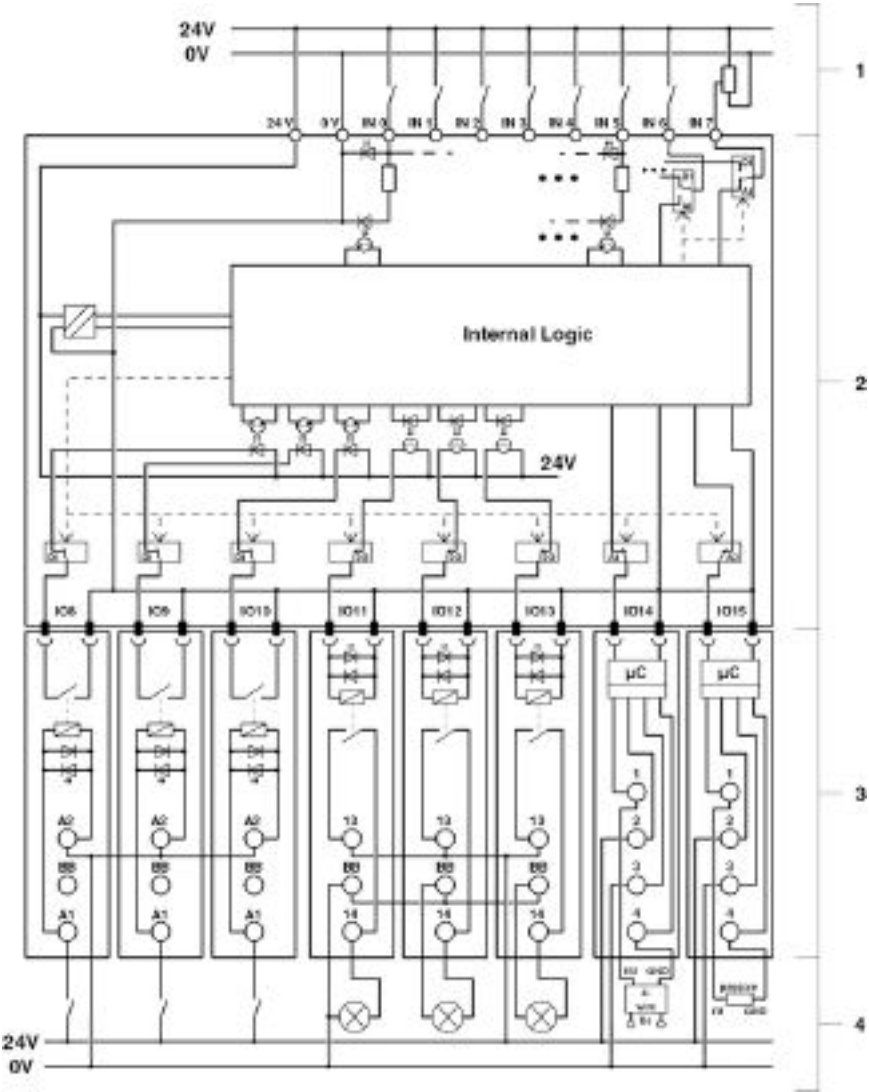 24V
0V
1
24 V 0 V IN 0 IN 1 IN 2 IN 3 IN 4 IN 5 IN 6 IN 7
Internal Logic
2
24V
IO8 IO9 IO10 IO11 IO12 IO13 IO14 IO15
µC µC
1 1
3
A2 A2 A2 13 13 13 2 2
BB BB BB BB BB BB 3 3
A1 A1 A1 14 14 14 4 4
GND
WIRE
GND
4
24V
0V